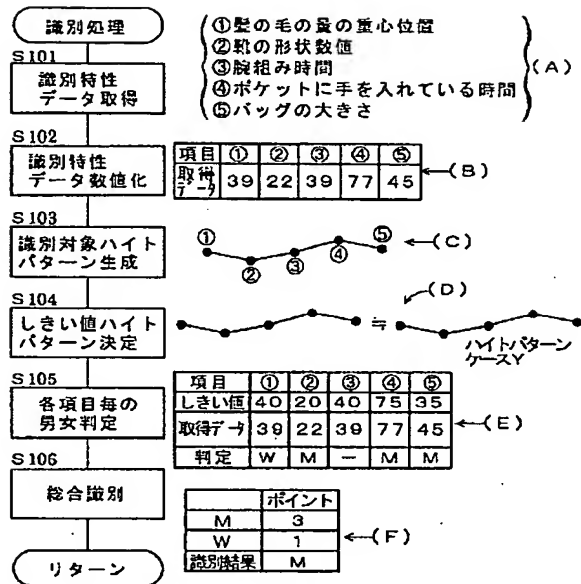 識別処理
①髪の毛の量の重心位置
②靴の形状数値
③腕組み時間
④ポケットに手を入れている時間
⑤バッグの大きさ
(A)
S101
識別特性
データ取得
S102
識別特性
データ数値化
項目 ① ② ③ ④ ⑤
取得データ 39 22 39 77 45
(B)
S103
識別対象ハイト
パターン生成
① ② ③ ④ ⑤
(C)
S104
しきい値ハイト
パターン決定
≒
(D)
ハイトパターン
ケースY
S105
各項目毎の
男女判定
項目 ① ② ③ ④ ⑤
しきい値 40 20 40 75 35
取得データ 39 22 39 77 45
判定 W M — M M
(E)
S106
総合識別
ポイント
M 3
W 1
識別結果 M
(F)
リターン